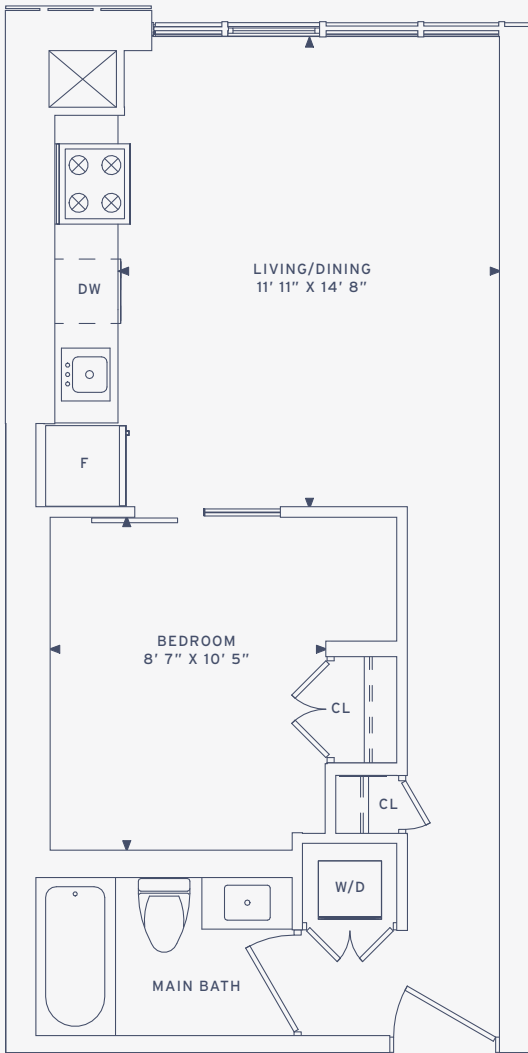 LIVING/DINING
11' 11" X 14' 8"
DW
F
BEDROOM
8' 7" X 10' 5"
CL
CL
W/D
MAIN BATH